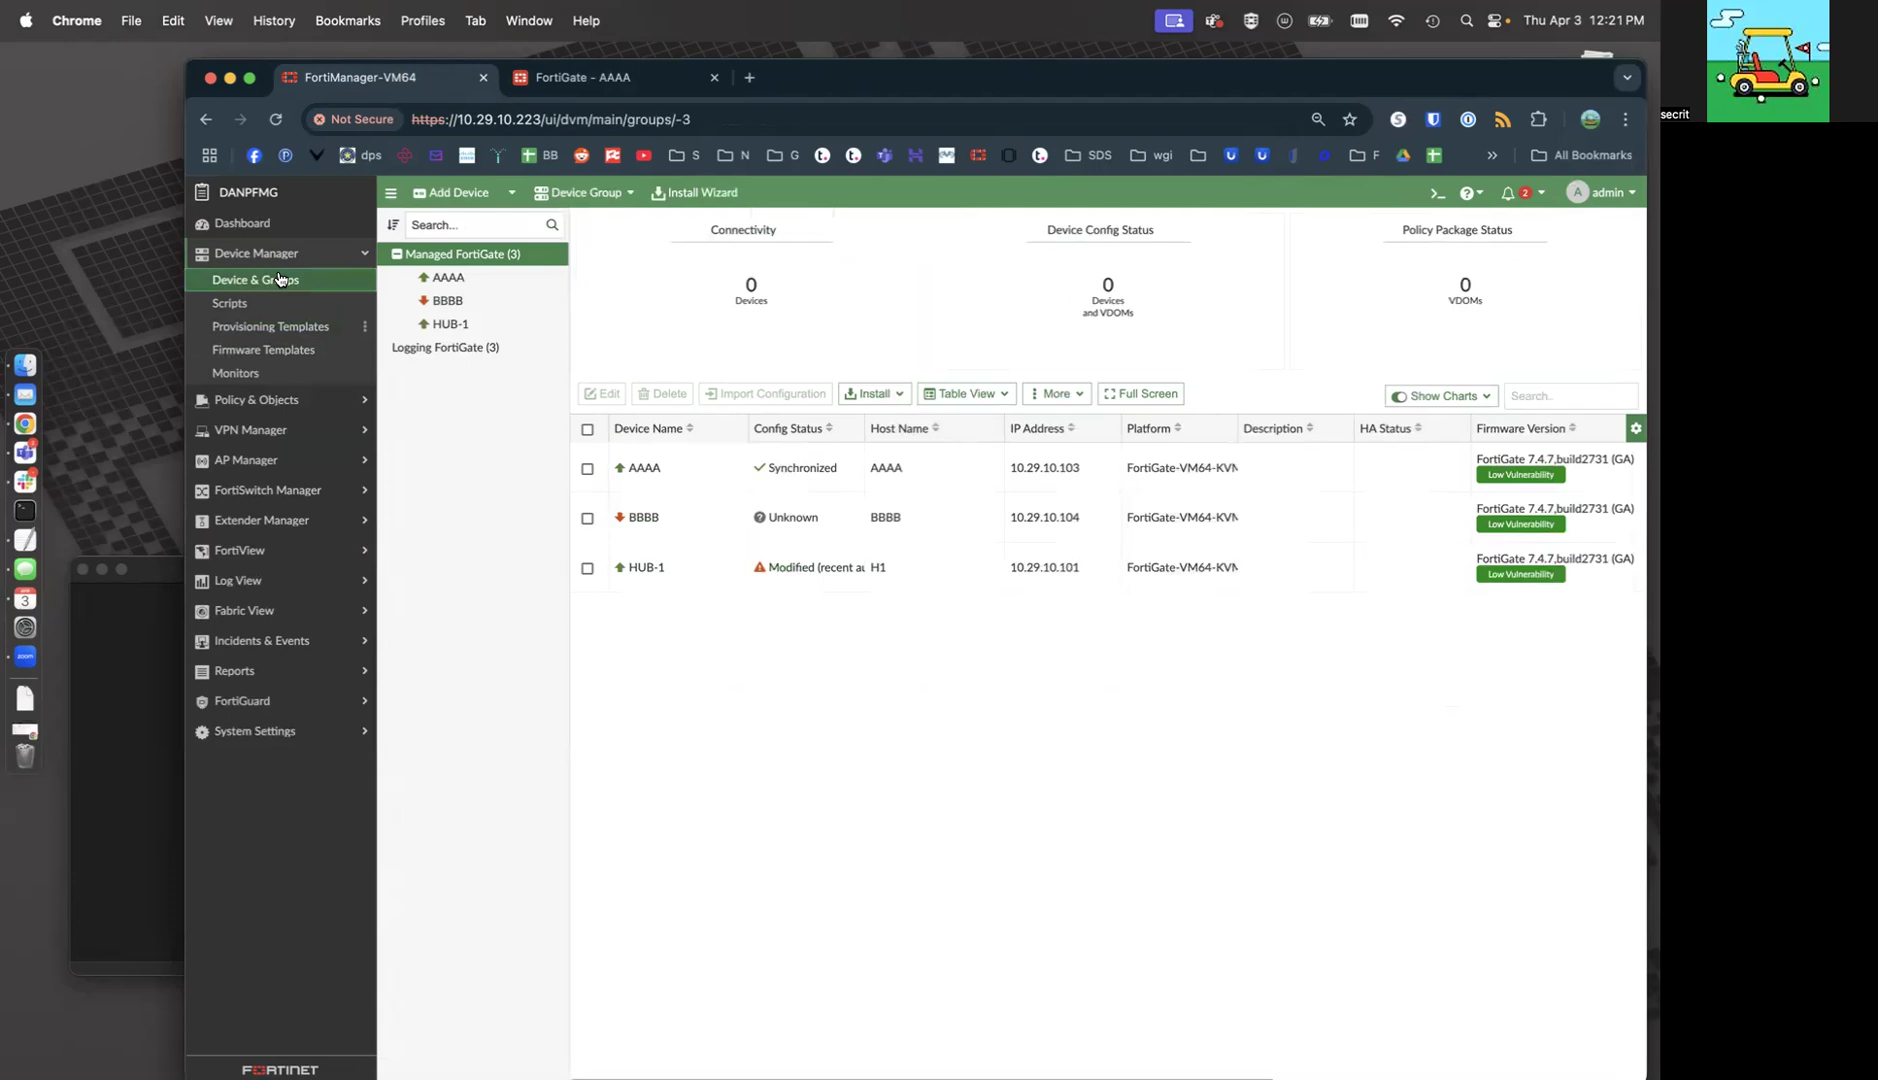 Chrome File Edit View History Bookmarks Profiles Tab Window Help Thu Apr 3 12:21 PM
FortiManager-VM64 FortiGate - AAAA
Not Secure https://10.29.10.223/ui/dvm/main/groups/-3
secrit
dps BB S N G SDS wgi F All Bookmarks
DANPFMG Add Device Device Group Install Wizard 2 A admin
Dashboard
Device Manager
Device & Groups
Scripts
Provisioning Templates
Firmware Templates
Monitors
Policy & Objects
VPN Manager
AP Manager
FortiSwitch Manager
Extender Manager
FortiView
Log View
Fabric View
Incidents & Events
Reports
FortiGuard
System Settings
FORTINET
Search...
Managed FortiGate (3)
AAAA
BBBB
HUB-1
Logging FortiGate (3)
Connectivity Device Config Status Policy Package Status
0 0 0
Devices Devices VDOMs
and VDOMs
Edit Delete Import Configuration Install Table View More Full Screen Show Charts Search..
Device Name Config Status Host Name IP Address Platform Description HA Status Firmware Version
AAAA Synchronized AAAA 10.29.10.103 FortiGate-VM64-KVM FortiGate 7.4.7,build2731 (GA)
Low Vulnerability
BBBB Unknown BBBB 10.29.10.104 FortiGate-VM64-KVM FortiGate 7.4.7,build2731 (GA)
Low Vulnerability
HUB-1 Modified (recent au H1 10.29.10.101 FortiGate-VM64-KVM FortiGate 7.4.7,build2731 (GA)
Low Vulnerability
3
zoom